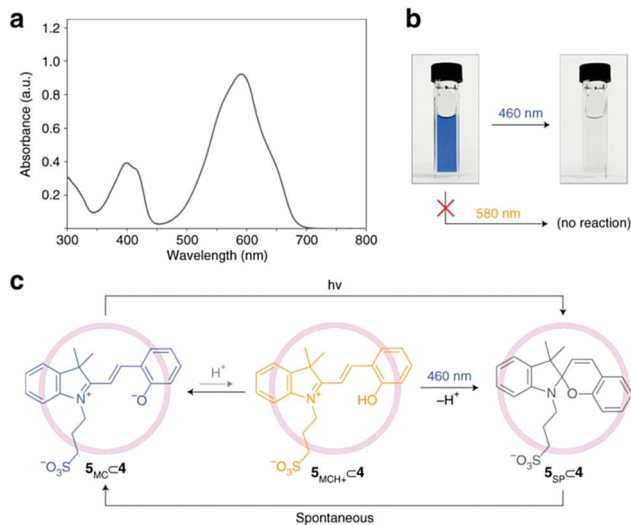 a
Absorbance (a.u.)
1.2
1.0
0.8
0.6
0.4
0.2
300 400 500 600 700 800
Wavelength (nm)
b
460 nm
580 nm
(no reaction)
c
hν
H⁺
460 nm
–H⁺
N⁺
⁻O
⁻O₃S
5MC⊂4
N⁺
HO
⁻O₃S
5MCH+⊂4
N
O
⁻O₃S
5SP⊂4
Spontaneous